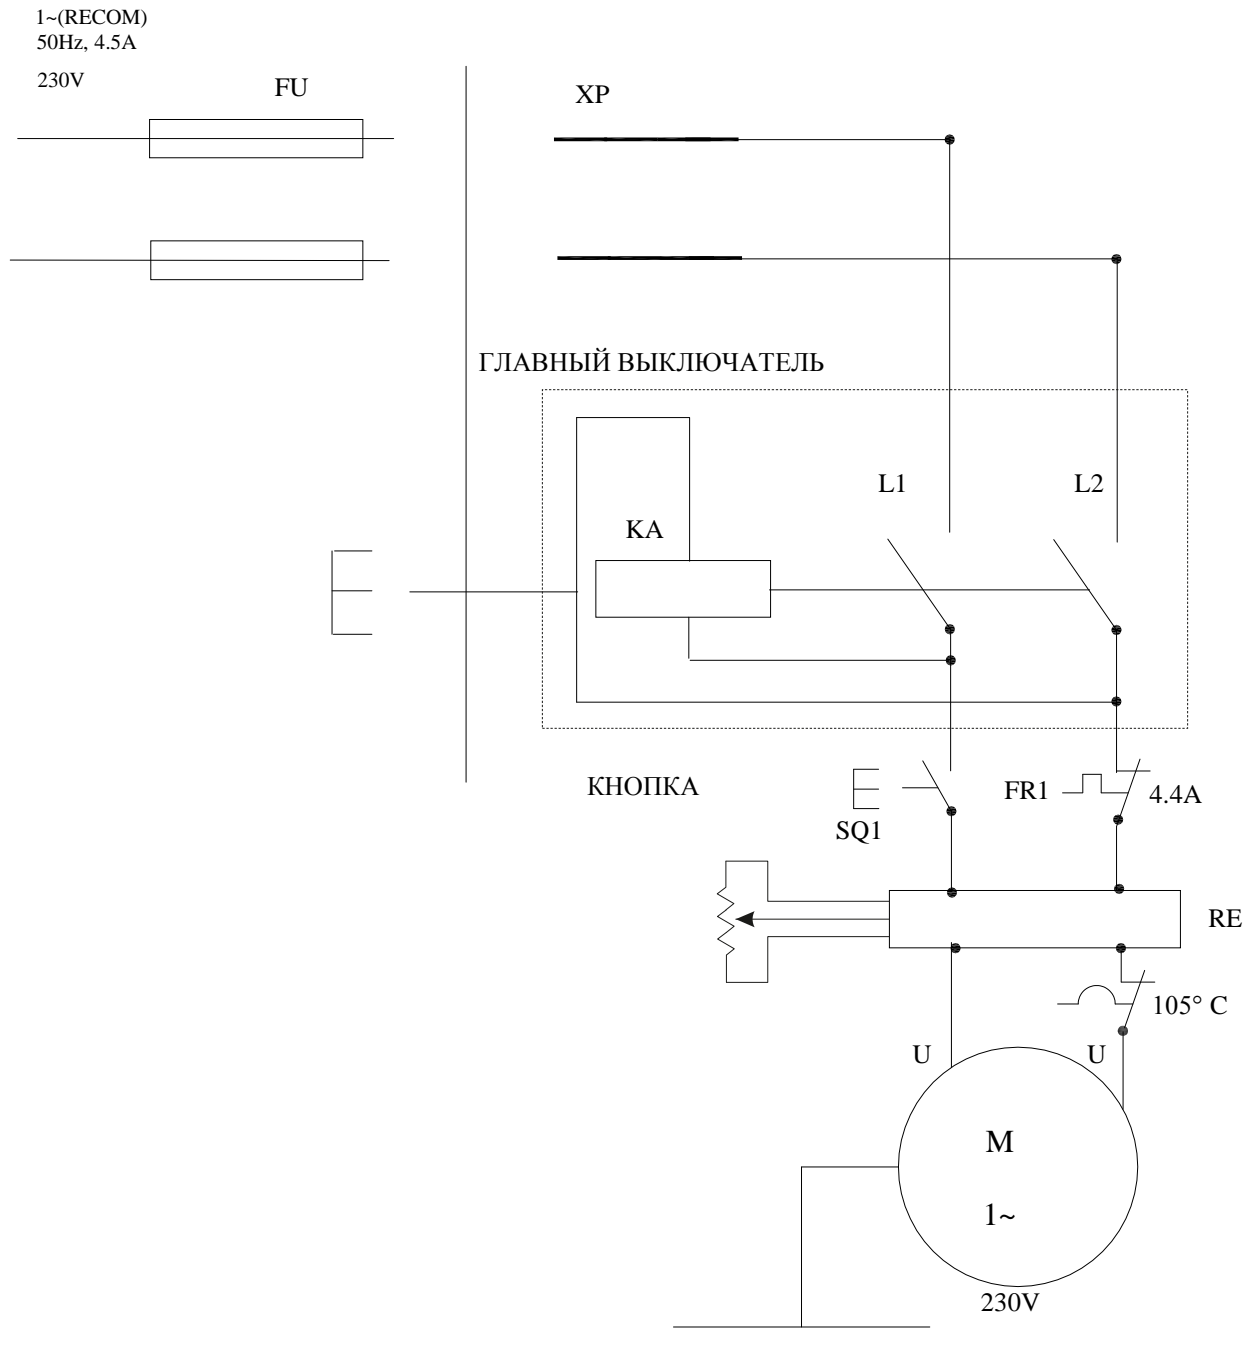 1~(RECOM)
50Hz, 4.5A
230V
FU
XP
ГЛАВНЫЙ ВЫКЛЮЧАТЕЛЬ
L1
L2
KA
КНОПКА
FR1
4.4A
SQ1
RE
105° C
U
U
M
1~
230V